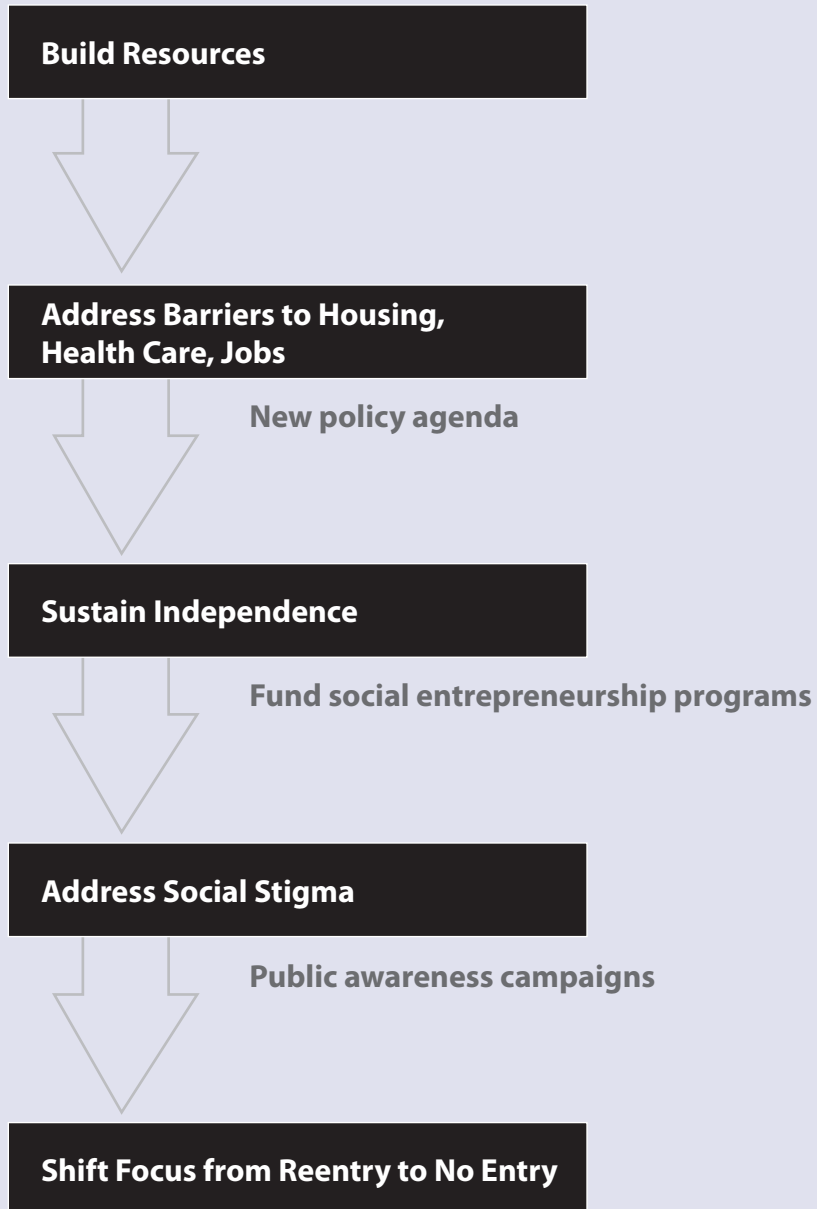 Build Resources
Address Barriers to Housing,
Health Care, Jobs
New policy agenda
Sustain Independence
Fund social entrepreneurship programs
Address Social Stigma
Public awareness campaigns
Shift Focus from Reentry to No Entry